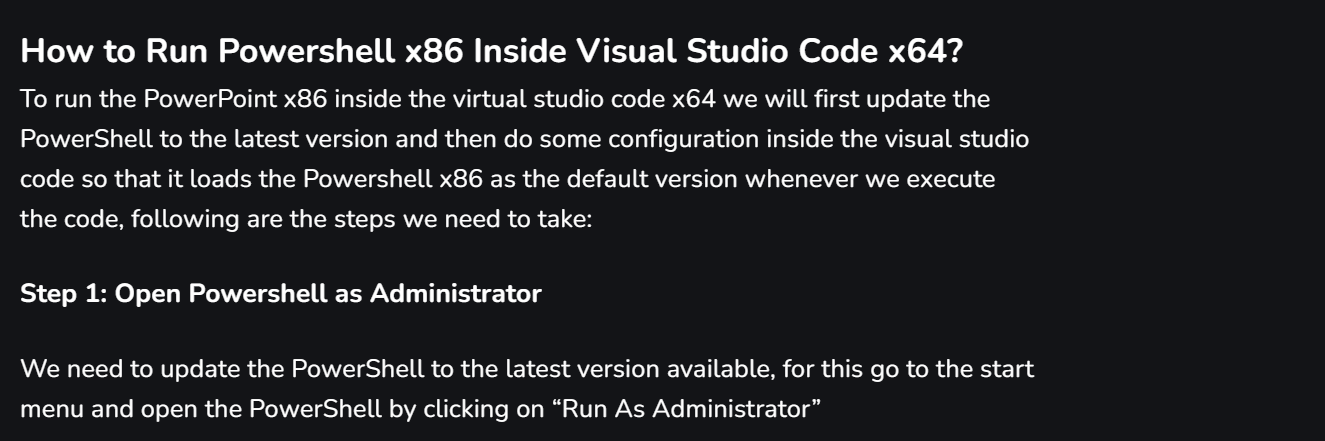 How to Run Powershell x86 Inside Visual Studio Code x64?
To run the PowerPoint x86 inside the virtual studio code x64 we will first update the
PowerShell to the latest version and then do some configuration inside the visual studio
code so that it loads the Powershell x86 as the default version whenever we execute
the code, following are the steps we need to take:
Step 1: Open Powershell as Administrator
We need to update the PowerShell to the latest version available, for this go to the start
menu and open the PowerShell by clicking on “Run As Administrator”